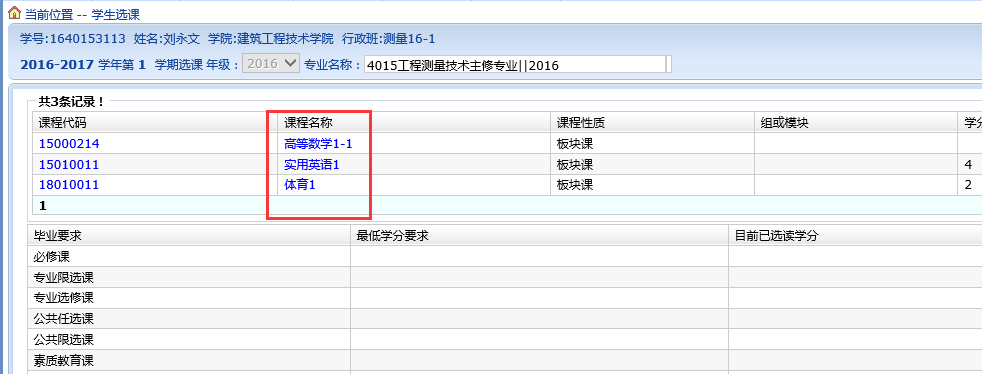 当前位置 -- 学生选课
学号:1640153113 姓名:刘永文 学院:建筑工程技术学院 行政班:测量16-1
2016-2017 学年第 1 学期选课 年级： 2016 专业名称： 4015工程测量技术主修专业||2016
共3条记录！
课程代码 课程名称 课程性质 组或模块 学分
15000214 高等数学1-1 板块课
15010011 实用英语1 板块课 4
18010011 体育1 板块课 2
1
毕业要求 最低学分要求 目前已选读学分
必修课
专业限选课
专业选修课
公共任选课
公共限选课
素质教育课